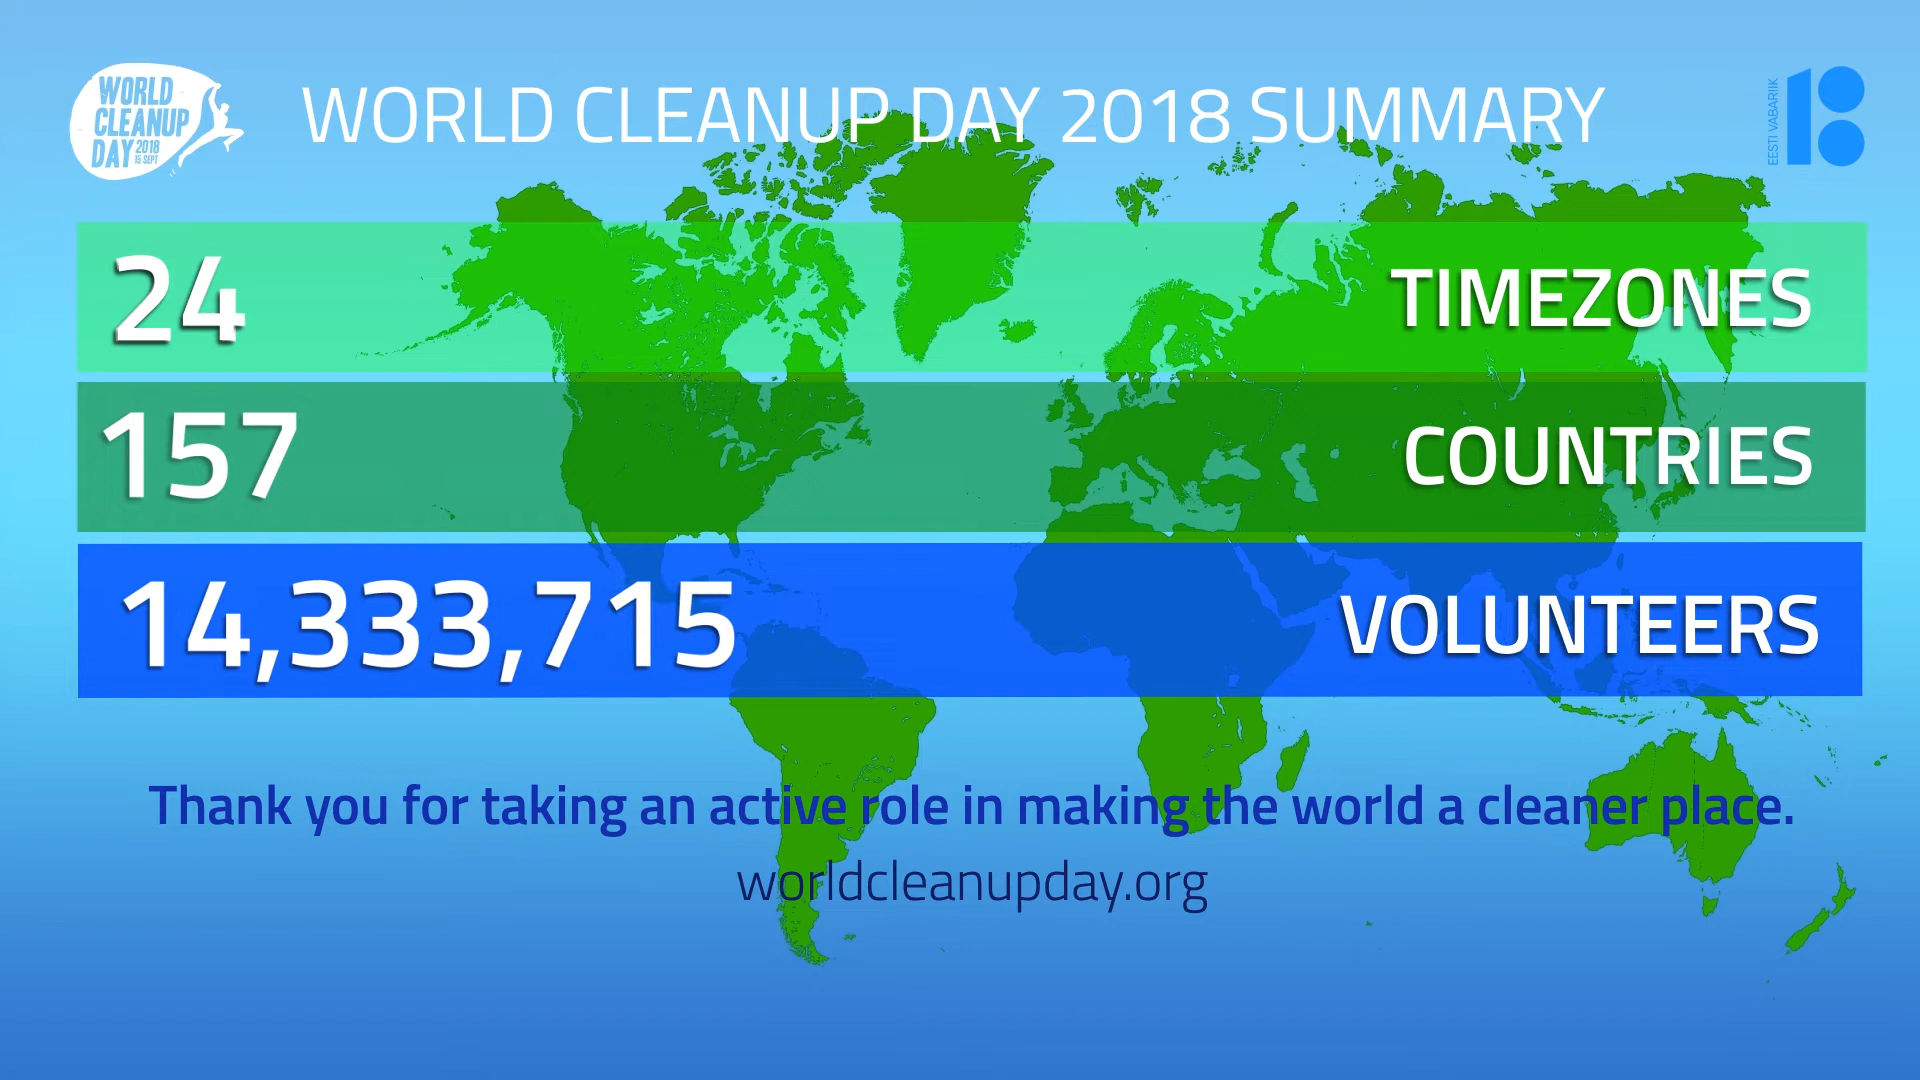 WORLD
CLEANUP
DAY 2018
15 SEPT
WORLD CLEANUP DAY 2018 SUMMARY
EESTI VABARIIK
18
24 TIMEZONES
157 COUNTRIES
14,333,715 VOLUNTEERS
Thank you for taking an active role in making the world a cleaner place.
worldcleanupday.org